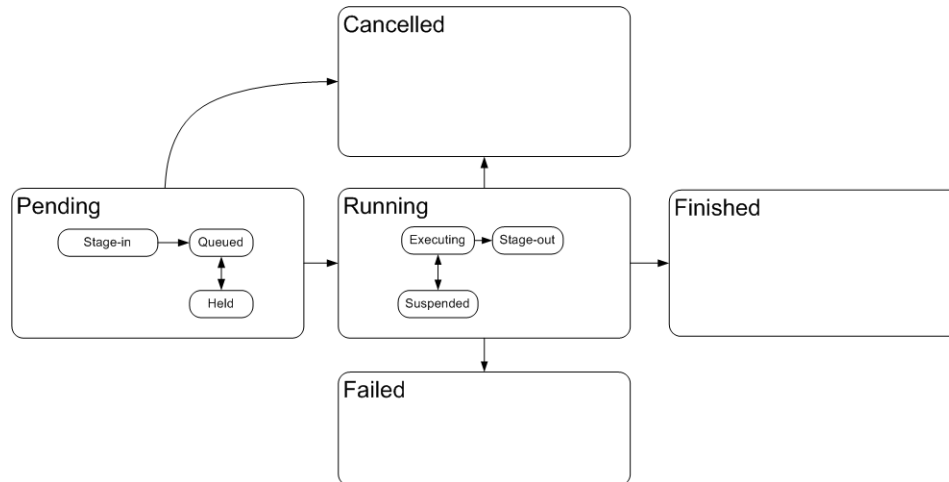 Cancelled
Pending
Stage-in
Queued
Held
Running
Executing
Stage-out
Suspended
Finished
Failed